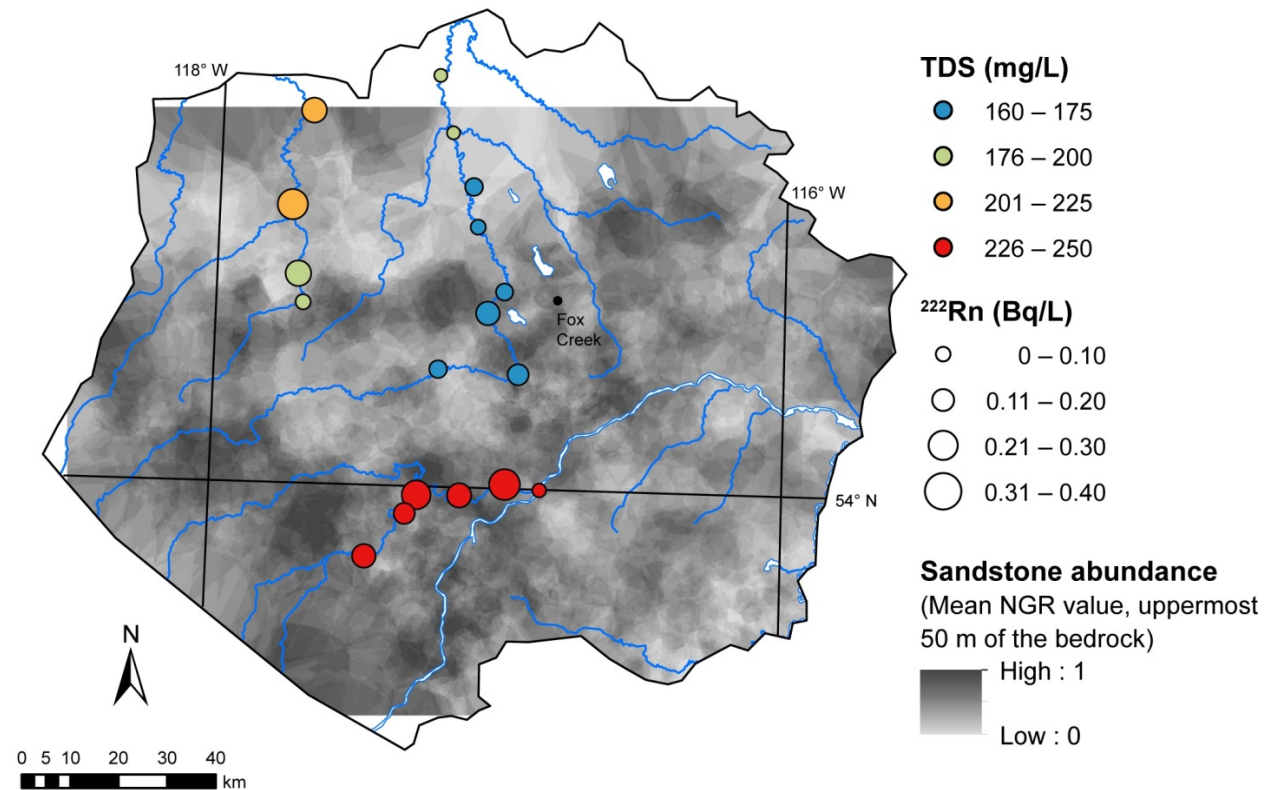 118° W
116° W
Fox
Creek
54° N
N
0 5 10 20 30 40
km
TDS (mg/L)
160 – 175
176 – 200
201 – 225
226 – 250
²²²Rn (Bq/L)
0 – 0.10
0.11 – 0.20
0.21 – 0.30
0.31 – 0.40
Sandstone abundance
(Mean NGR value, uppermost
50 m of the bedrock)
High : 1
Low : 0